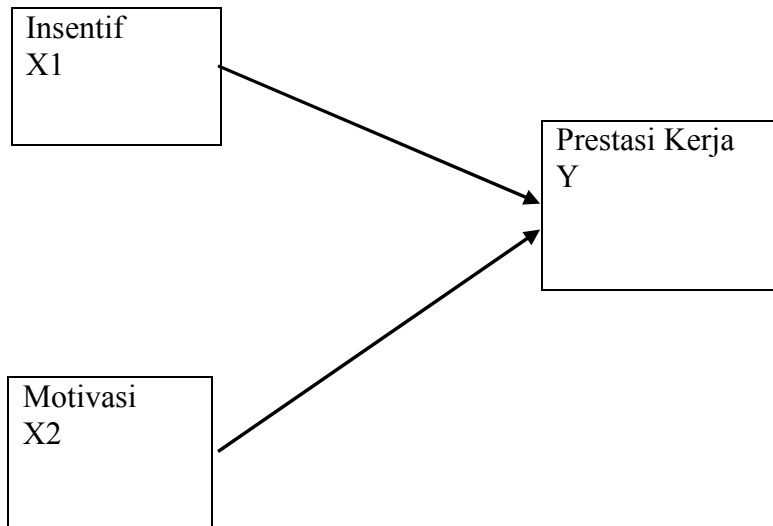 Insentif
X1
Prestasi Kerja
Y
Motivasi
X2